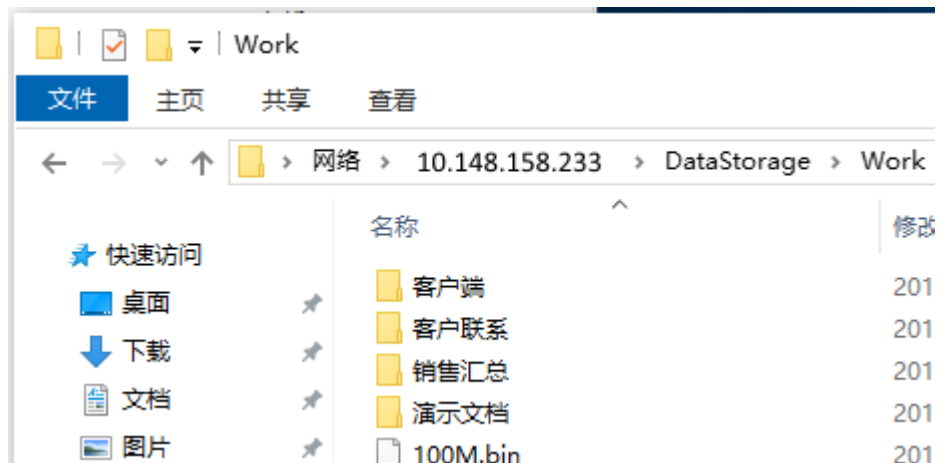 Work
文件 主页 共享 查看
网络 10.148.158.233 DataStorage Work
名称 修改
快速访问
桌面
下载
文档
图片
客户端 201
客户联系 201
销售汇总 201
演示文档 201
100M.bin 201